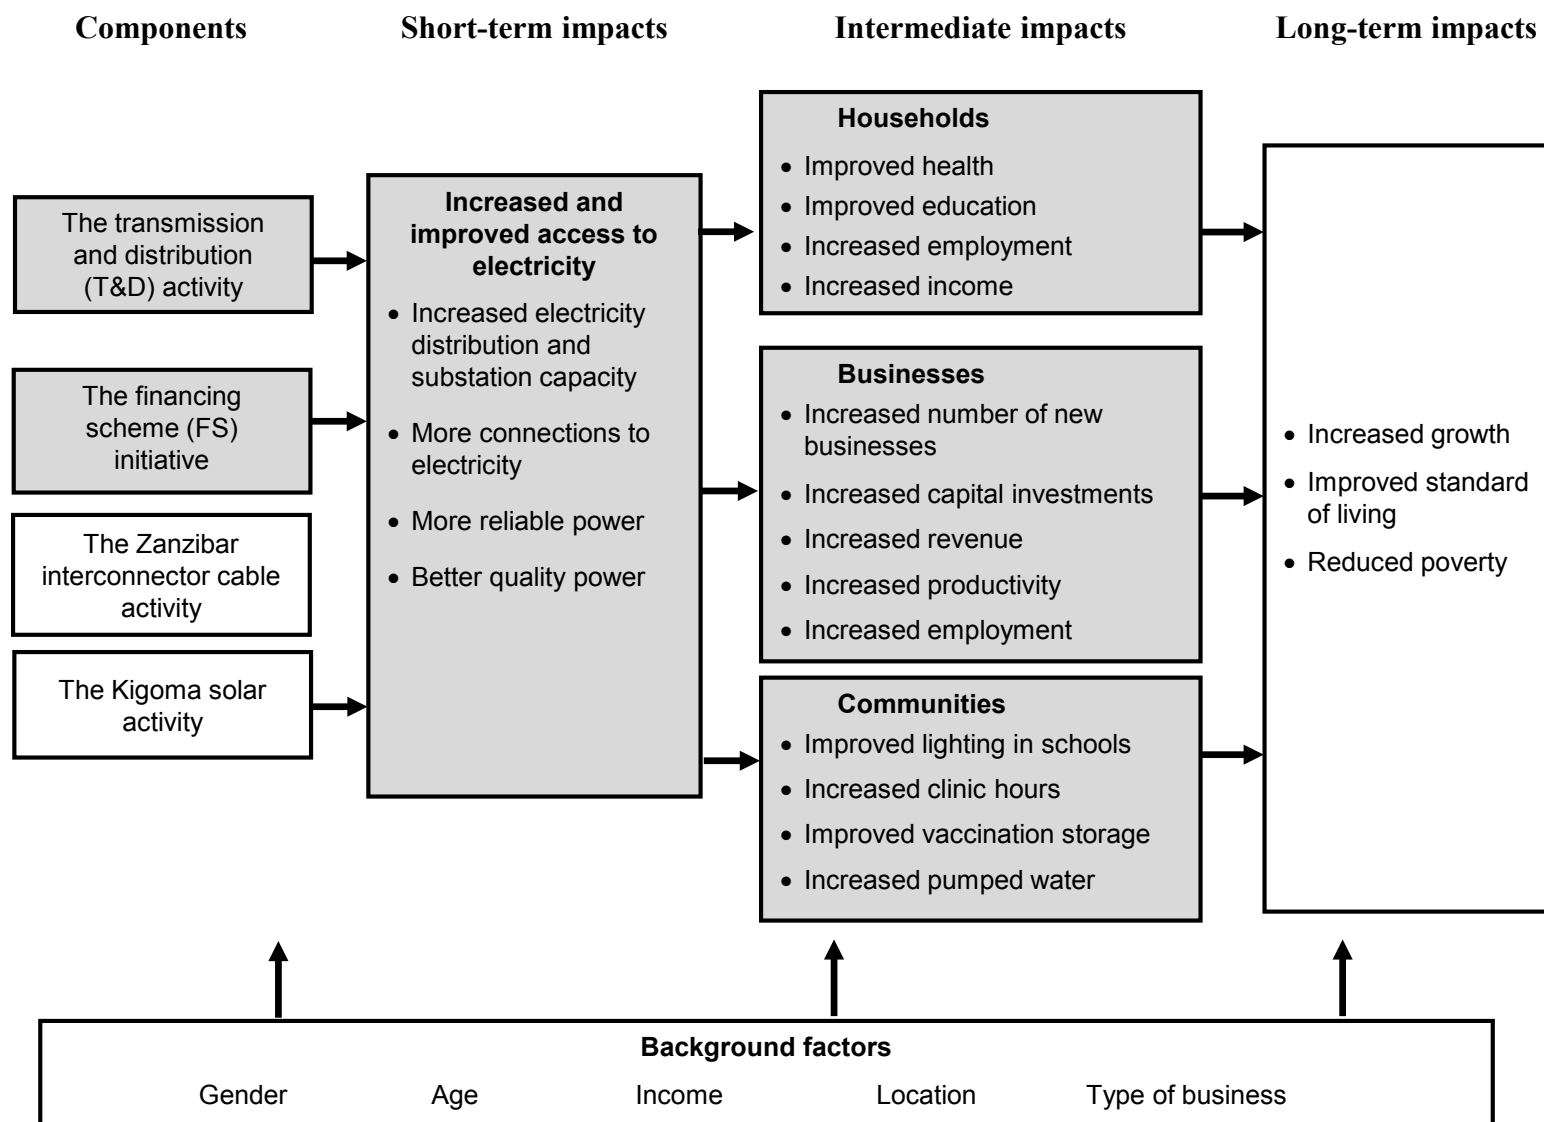 Components
Short-term impacts
Intermediate impacts
Long-term impacts
The transmission
and distribution
(T&D) activity
The financing
scheme (FS)
initiative
The Zanzibar
interconnector cable
activity
The Kigoma solar
activity
Increased and
improved access to
electricity
• Increased electricity
distribution and
substation capacity
• More connections to
electricity
• More reliable power
• Better quality power
Households
• Improved health
• Improved education
• Increased employment
• Increased income
Businesses
• Increased number of new
businesses
• Increased capital investments
• Increased revenue
• Increased productivity
• Increased employment
Communities
• Improved lighting in schools
• Increased clinic hours
• Improved vaccination storage
• Increased pumped water
• Increased growth
• Improved standard
of living
• Reduced poverty
Background factors
Gender Age Income Location Type of business